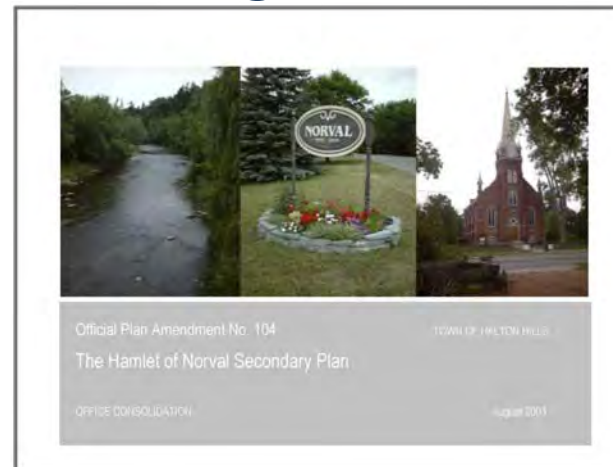 NORVAL
Official Plan Amendment No. 104
TOWN OF HALTON HILLS
The Hamlet of Norval Secondary Plan
OFFICE CONSOLIDATION
August 2001